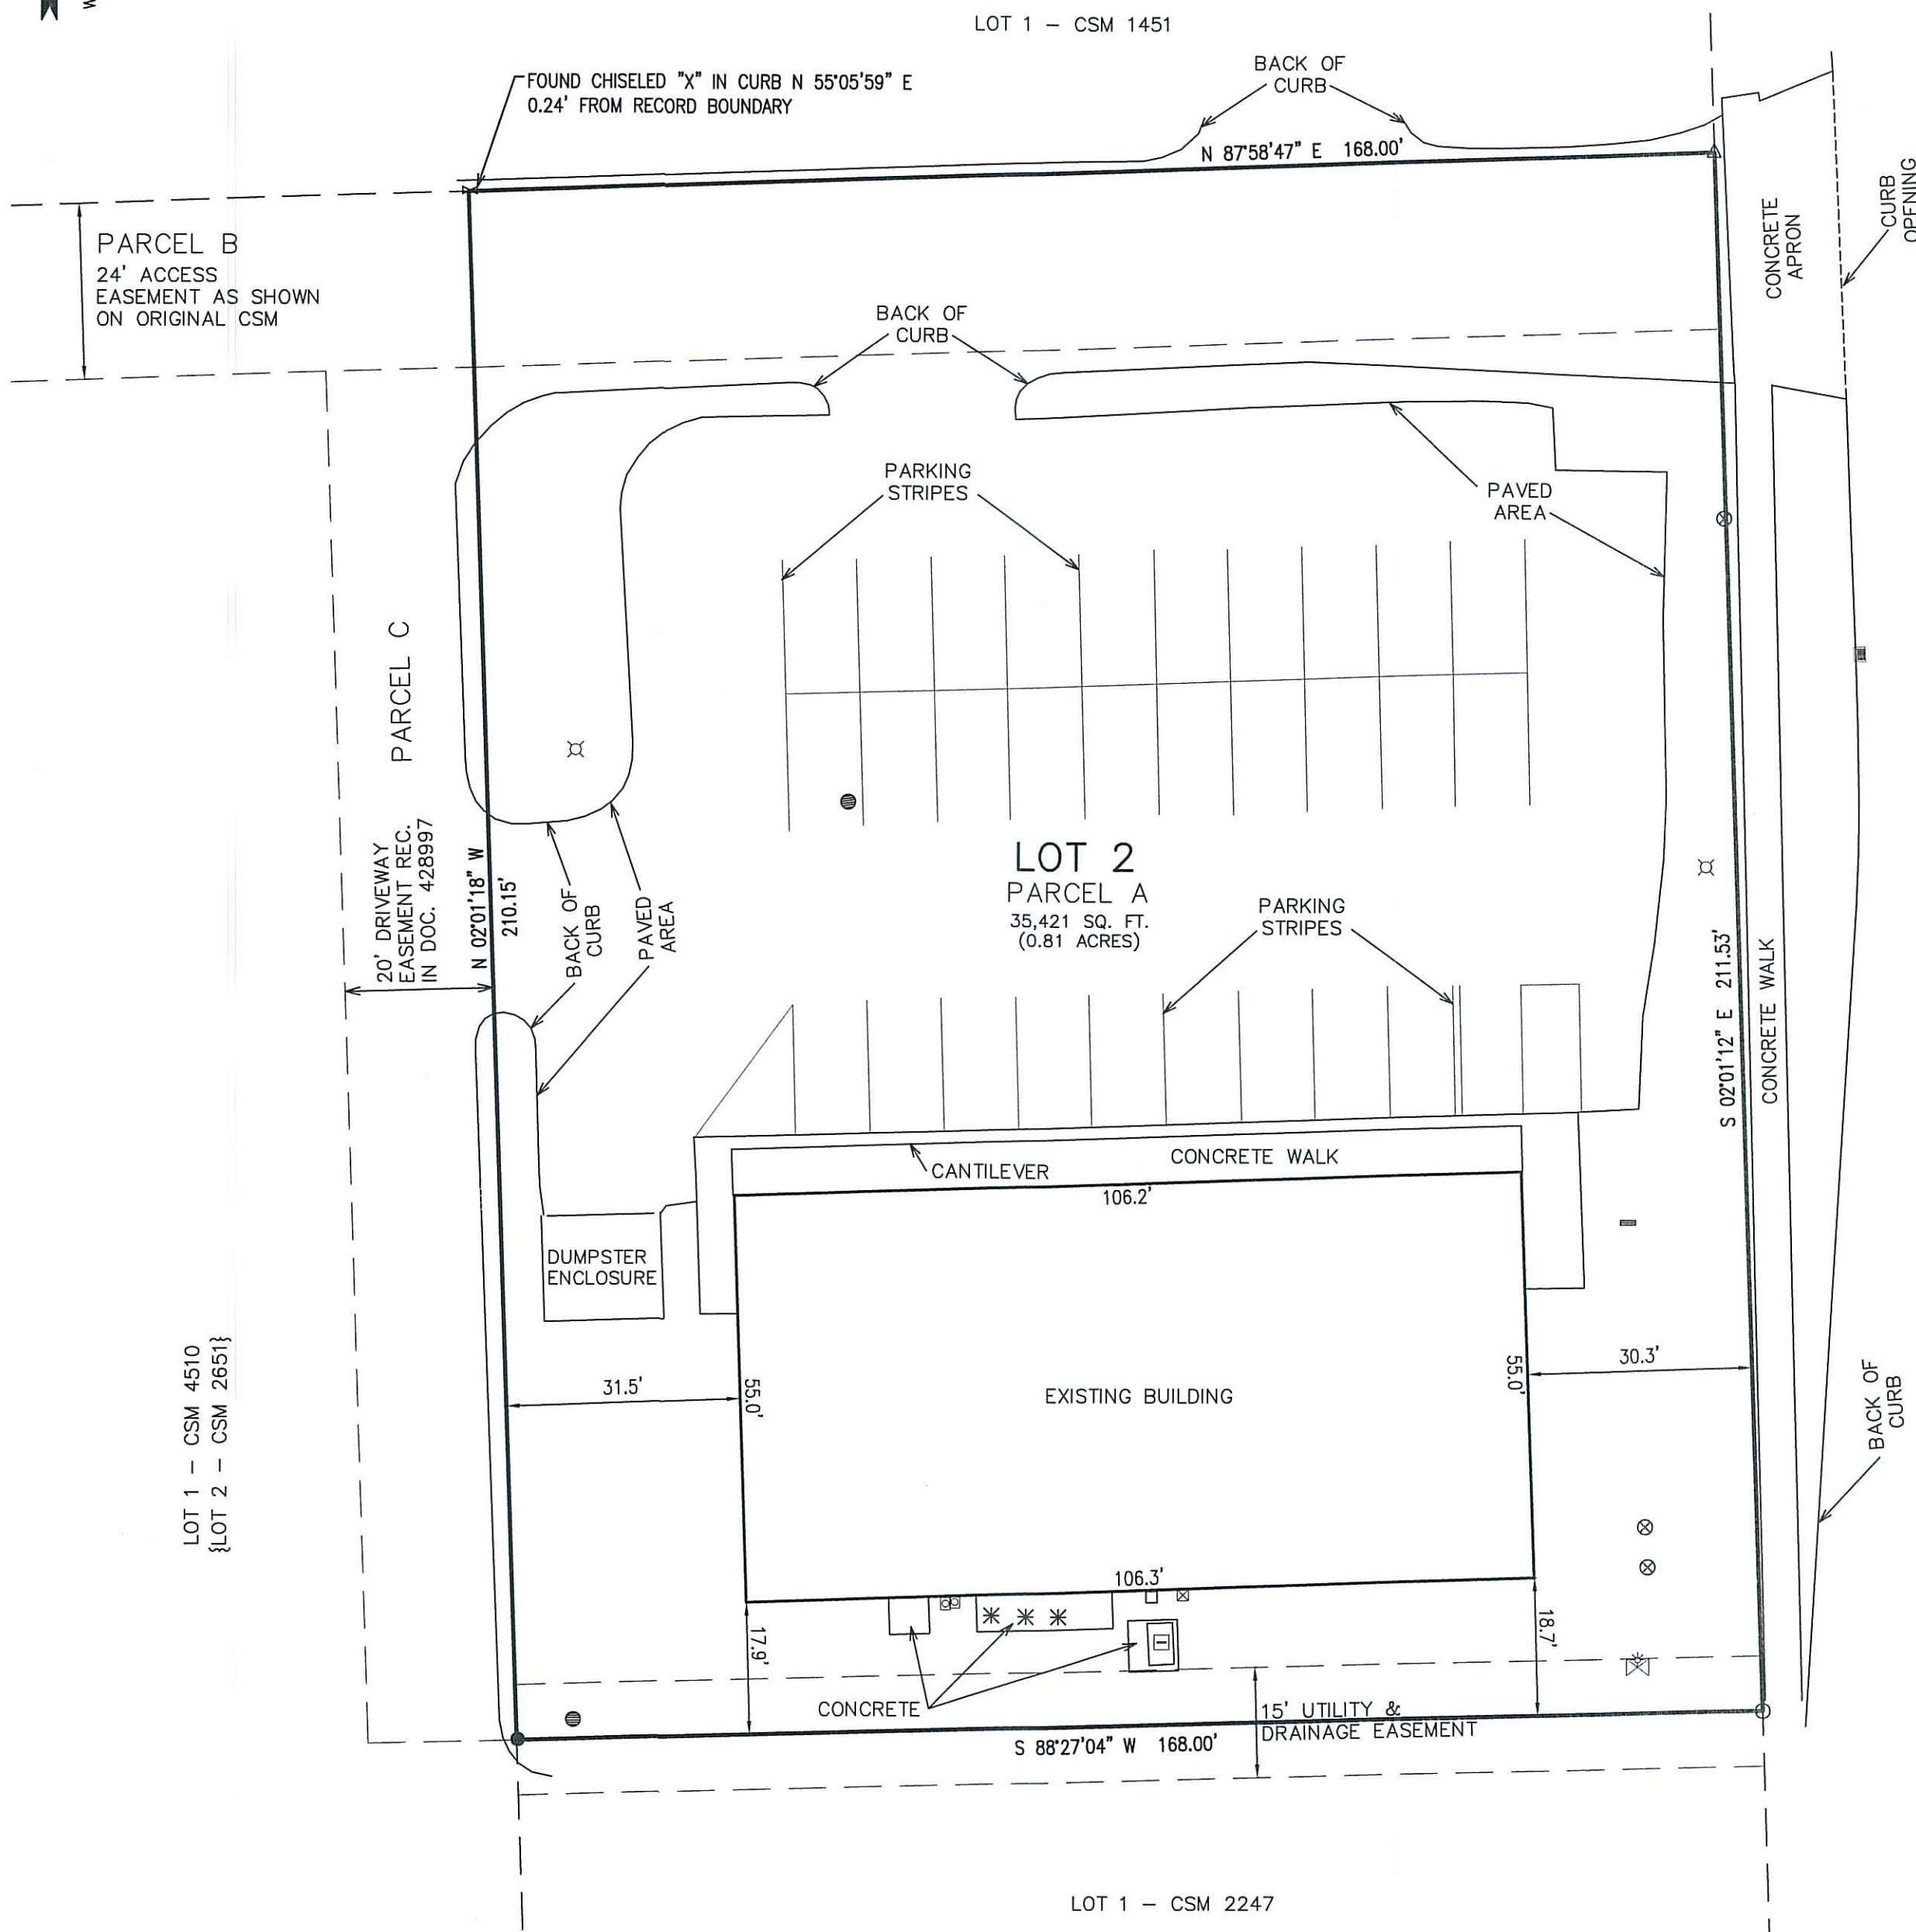 LOT 1 - CSM 1451
FOUND CHISELED "X" IN CURB N 55°05'59" E
0.24' FROM RECORD BOUNDARY
BACK OF
CURB
N 87°58'47" E 168.00'
CURB
OPENING
CONCRETE
APRON
PARCEL B
24' ACCESS
EASEMENT AS SHOWN
ON ORIGINAL CSM
BACK OF
CURB
PARKING
STRIPES
PAVED
AREA
PARCEL C
20' DRIVEWAY
EASEMENT REC.
IN DOC. 428997
N 02°01'18" W
210.15'
BACK OF
CURB
PAVED
AREA
LOT 2
PARCEL A
35,421 SQ. FT.
(0.81 ACRES)
PARKING
STRIPES
S 02°01'12" E 211.53'
CONCRETE WALK
CANTILEVER
CONCRETE WALK
106.2'
DUMPSTER
ENCLOSURE
LOT 1 - CSM 4510
{LOT 2 - CSM 2651}
31.5'
55.0'
EXISTING BUILDING
55.0'
30.3'
BACK OF
CURB
106.3'
17.9'
18.7'
CONCRETE
15' UTILITY &
DRAINAGE EASEMENT
S 88°27'04" W 168.00'
LOT 1 - CSM 2247